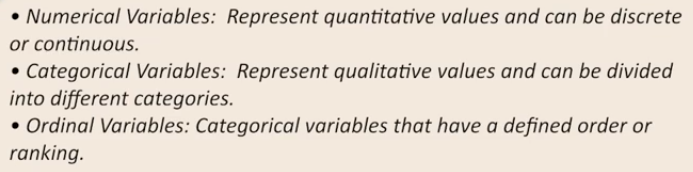 • Numerical Variables:  Represent quantitative values and can be discrete
or continuous.
• Categorical Variables:  Represent qualitative values and can be divided
into different categories.
• Ordinal Variables: Categorical variables that have a defined order or
ranking.